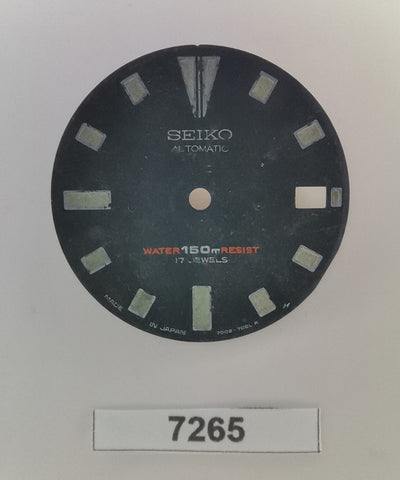 SEIKO
AUTOMATIC
WATER 150m RESIST
17 JEWELS
MADE IN JAPAN
7265